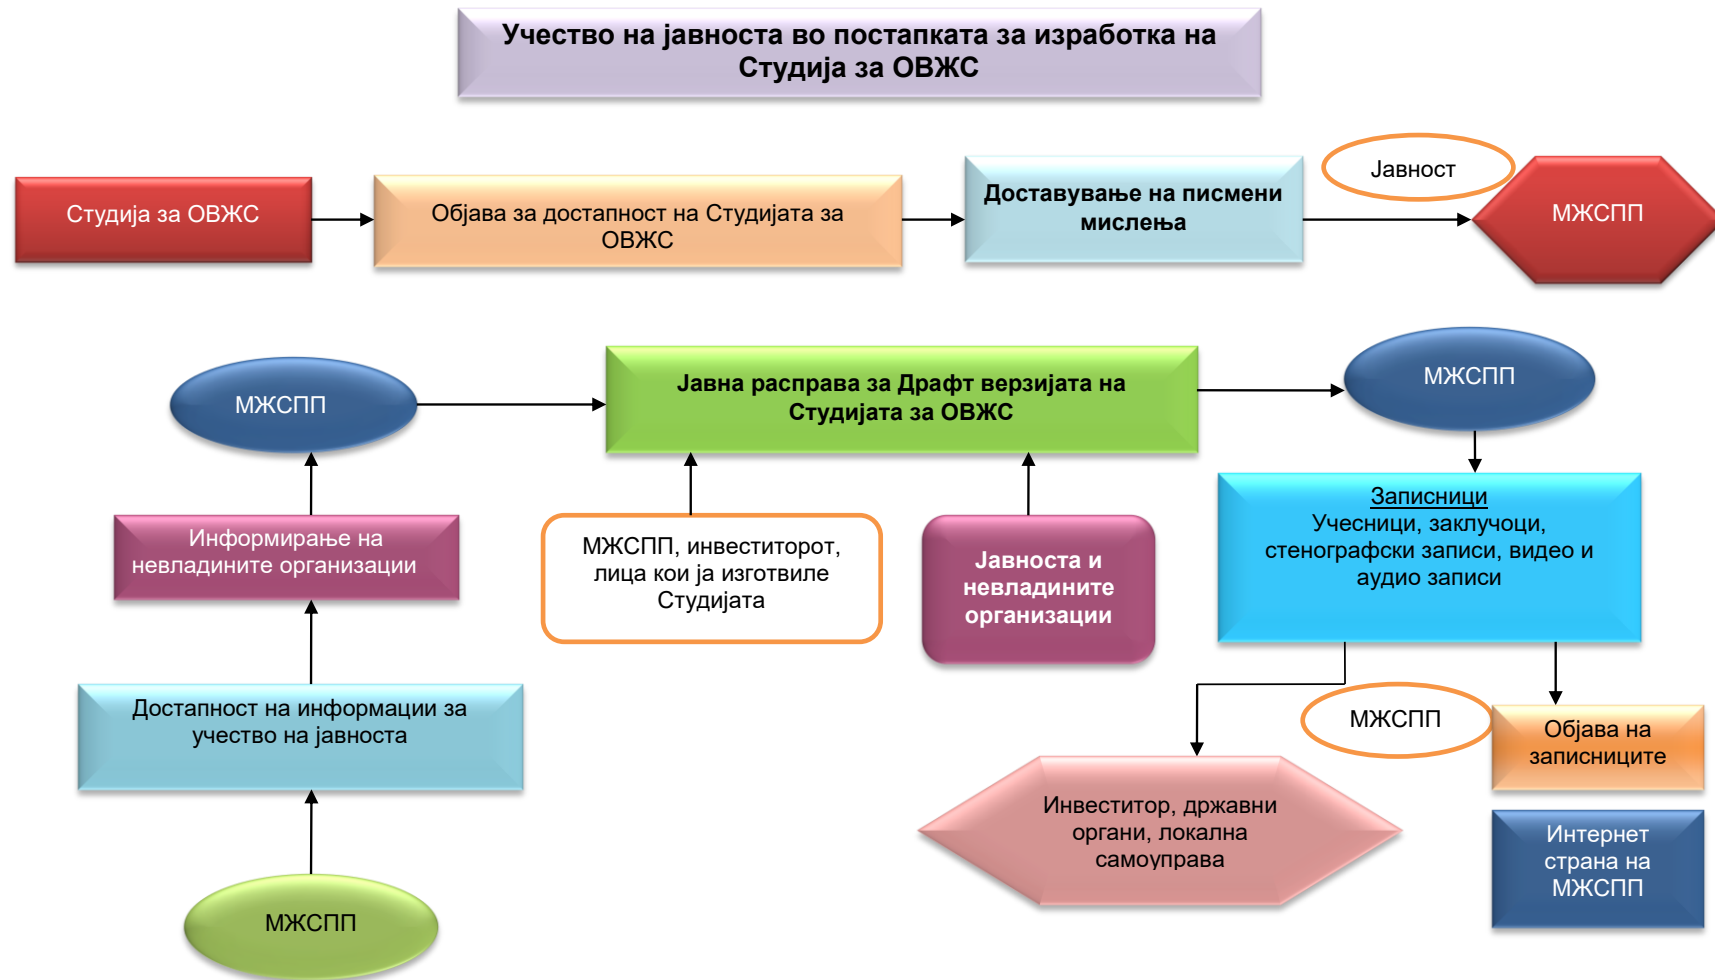 Учество на јавноста во постапката за изработка на
Студија за ОВЖС
Студија за ОВЖС
Објава за достапност на Студијата за
ОВЖС
Доставување на писмени
мислења
Јавност
МЖСПП
МЖСПП
Јавна расправа за Драфт верзијата на
Студијата за ОВЖС
МЖСПП
Информирање на
невладините организации
МЖСПП, инвеститорот,
лица кои ја изготвиле
Студијата
Јавноста и
невладините
организации
Записници
Учесници, заклучоци,
стенографски записи, видео и
аудио записи
Достапност на информации за
учество на јавноста
МЖСПП
Објава на
записниците
Инвеститор, државни
органи, локална
самоуправа
Интернет
страна на
МЖСПП
МЖСПП